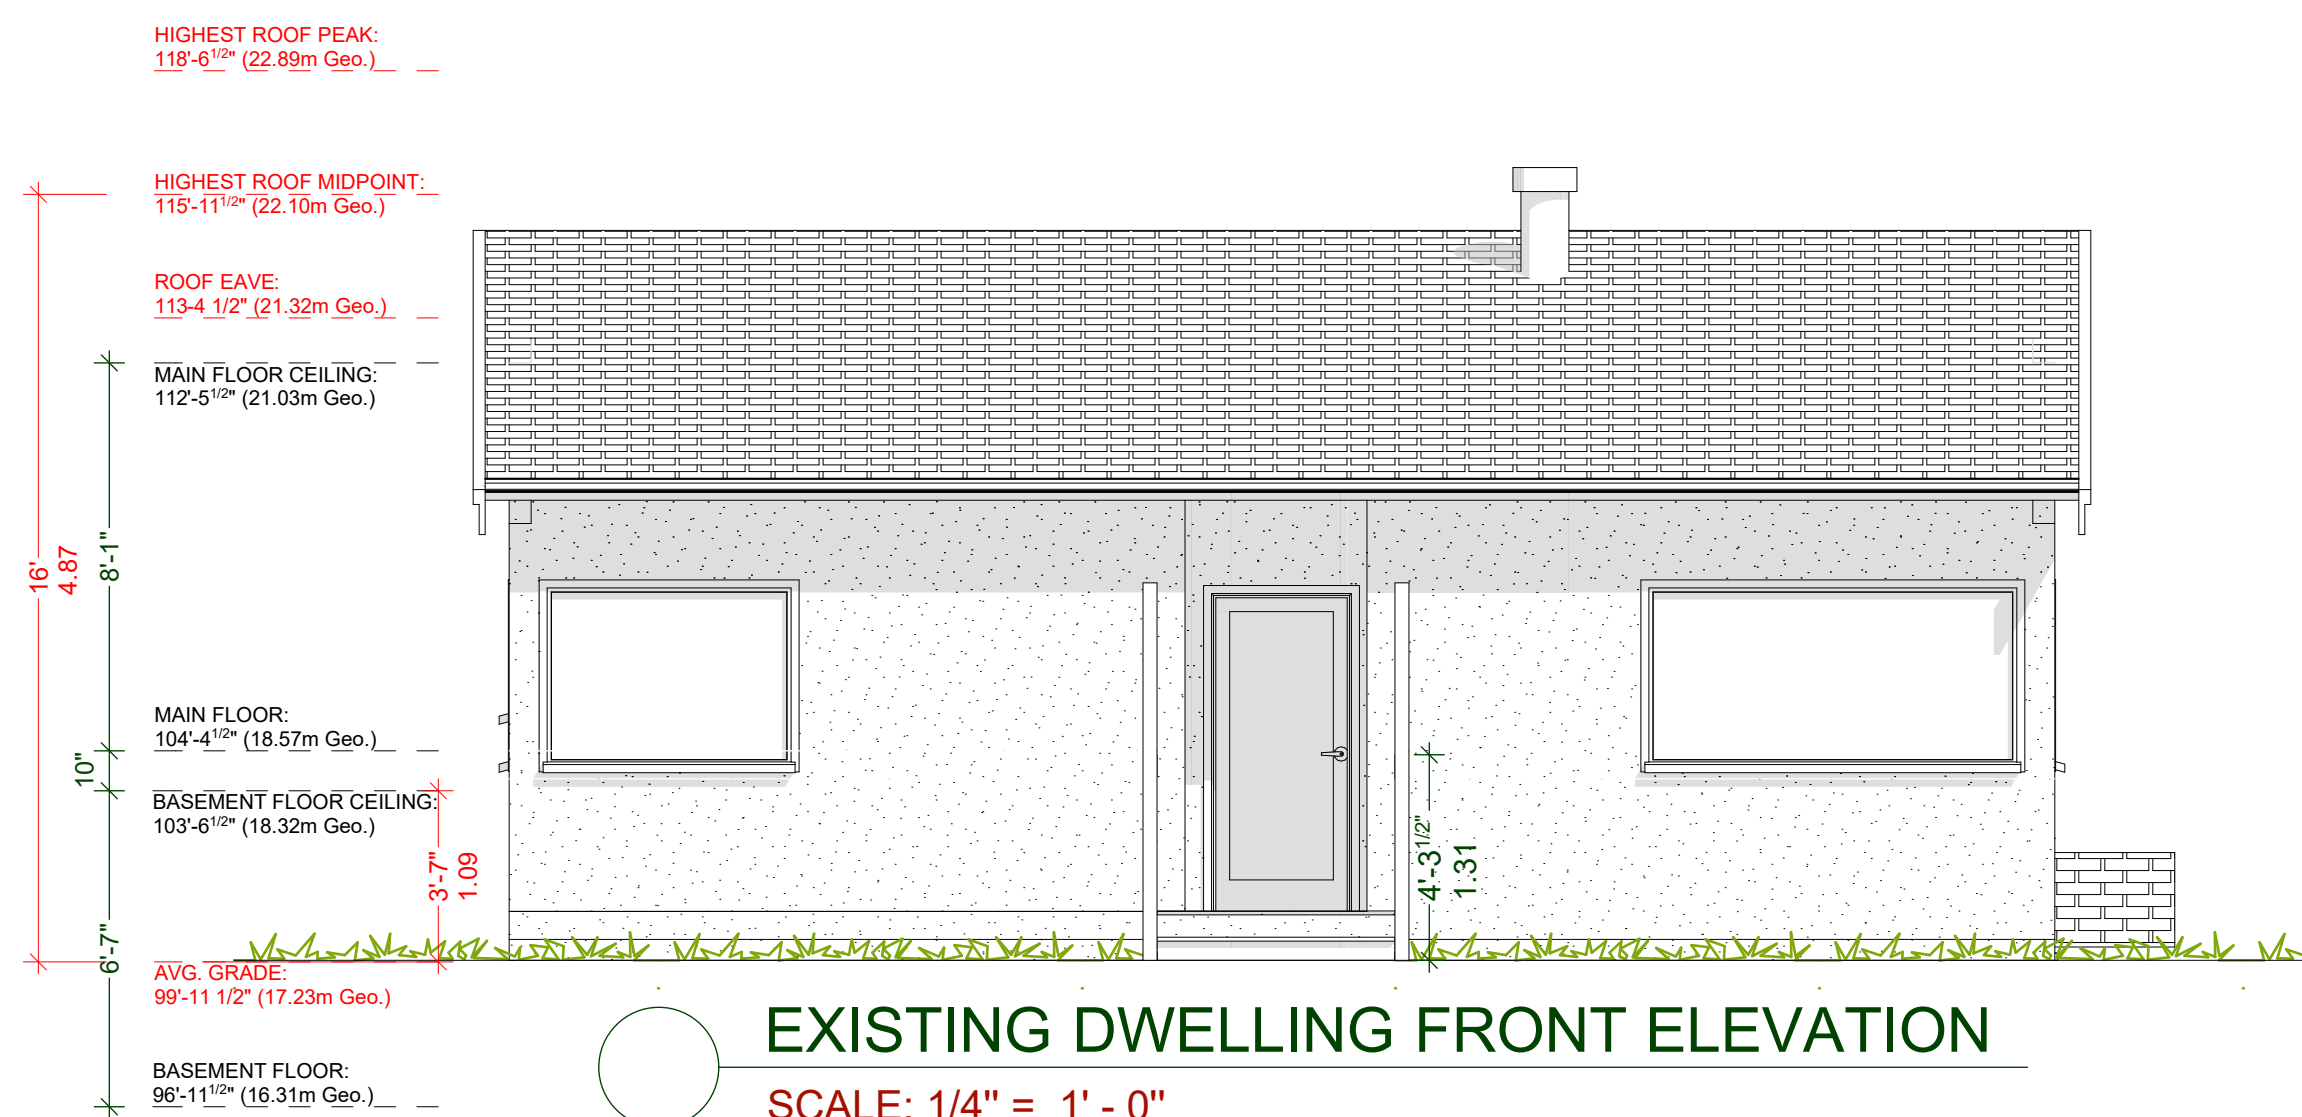 HIGHEST ROOF PEAK:
118'-6 1/2" (22.89m Geo.)
HIGHEST ROOF MIDPOINT:
115'-11 1/2" (22.10m Geo.)
ROOF EAVE:
113-4 1/2" (21.32m Geo.)
MAIN FLOOR CEILING:
112'-5 1/2" (21.03m Geo.)
16'
4.87
8'-1"
MAIN FLOOR:
104'-4 1/2" (18.57m Geo.)
10"
BASEMENT FLOOR CEILING:
103'-6 1/2" (18.32m Geo.)
3'-7"
1.09
4'-3 1/2"
1.31
6'-7"
AVG. GRADE:
99'-11 1/2" (17.23m Geo.)
BASEMENT FLOOR:
96'-11 1/2" (16.31m Geo.)
EXISTING DWELLING FRONT ELEVATION
SCALE: 1/4" = 1' - 0"